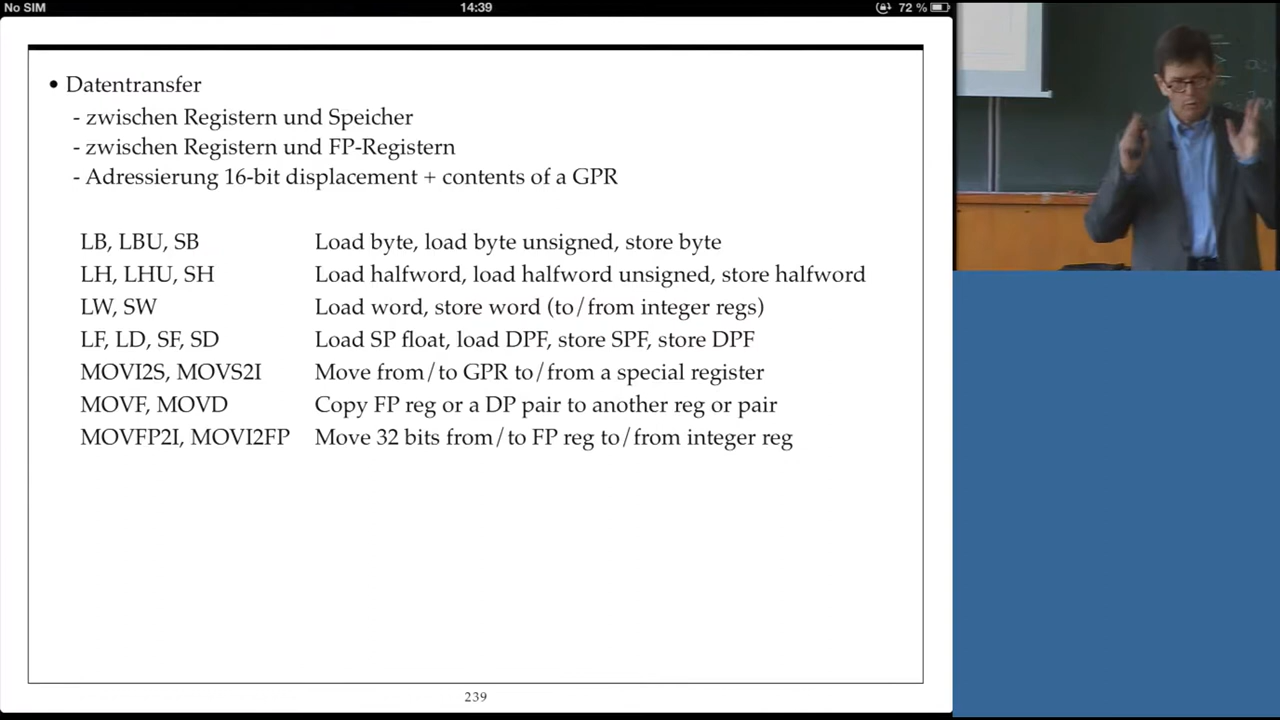 No SIM 14:39 72 %
• Datentransfer
- zwischen Registern und Speicher
- zwischen Registern und FP-Registern
- Adressierung 16-bit displacement + contents of a GPR
LB, LBU, SB Load byte, load byte unsigned, store byte
LH, LHU, SH Load halfword, load halfword unsigned, store halfword
LW, SW Load word, store word (to/from integer regs)
LF, LD, SF, SD Load SP float, load DPF, store SPF, store DPF
MOVI2S, MOVS2I Move from/to GPR to/from a special register
MOVF, MOVD Copy FP reg or a DP pair to another reg or pair
MOVFP2I, MOVI2FP Move 32 bits from/to FP reg to/from integer reg
239